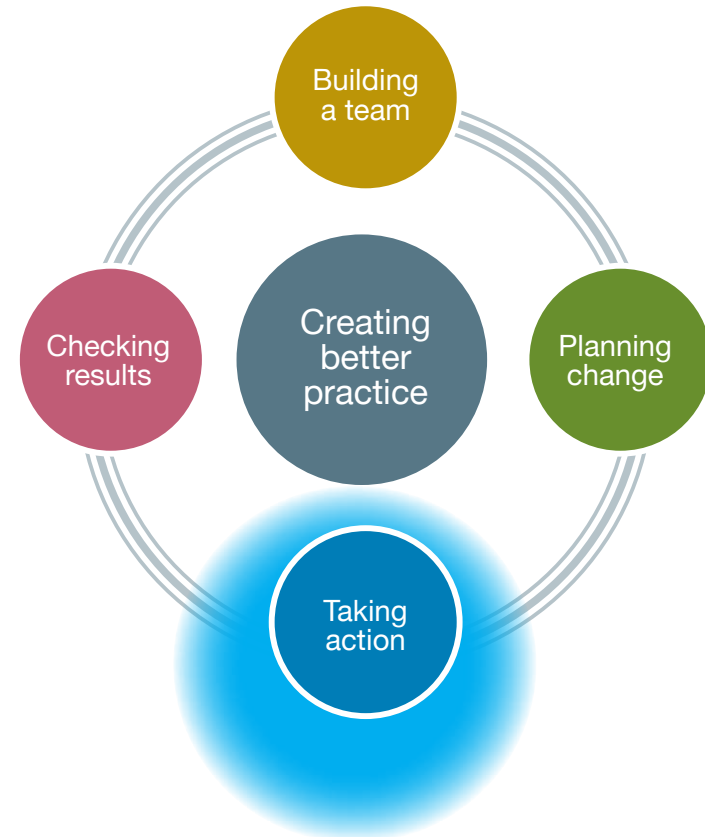 Building
a team
Checking
results
Creating
better
practice
Planning
change
Taking
action